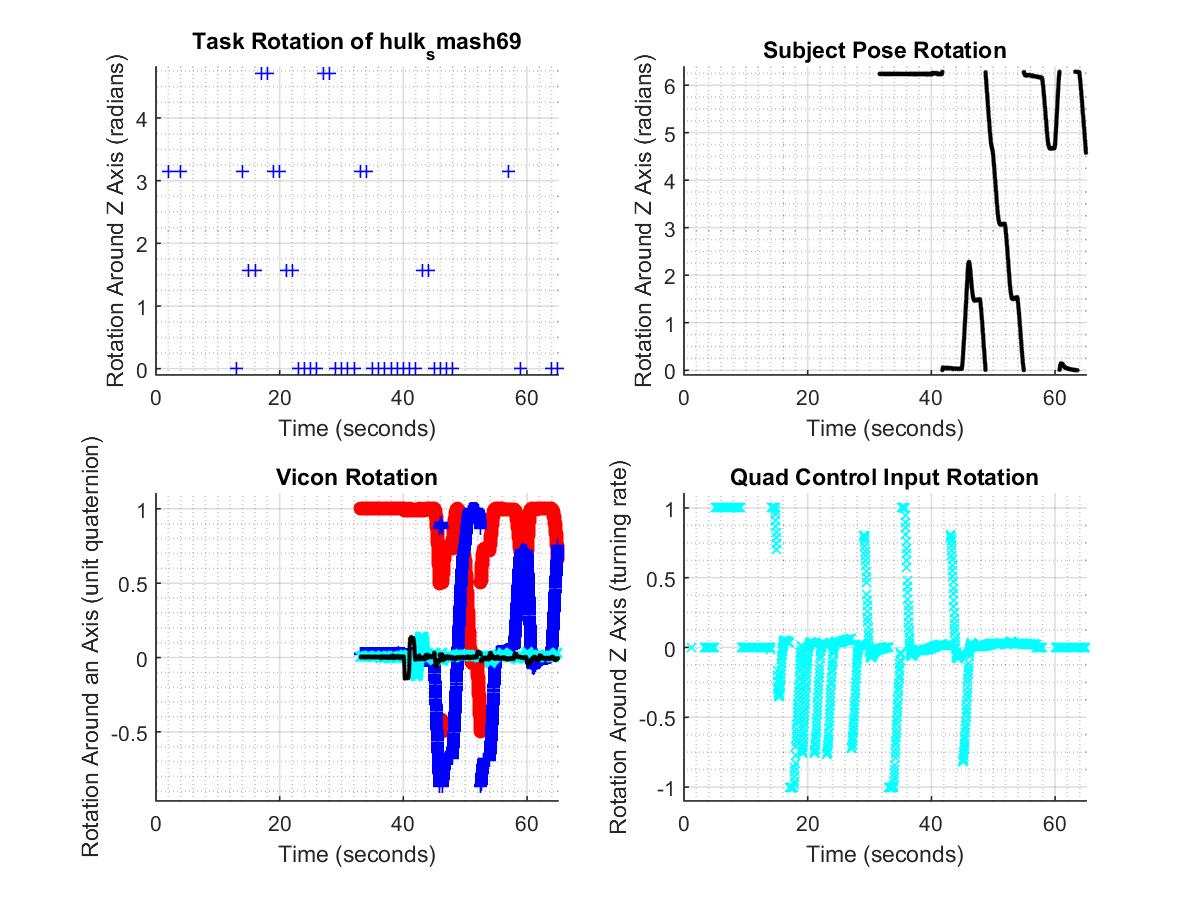 Task Rotation of hulksmash69
Rotation Around Z Axis (radians)
4
3
2
1
0
0 20 40 60
Time (seconds)
Subject Pose Rotation
Rotation Around Z Axis (radians)
6
5
4
3
2
1
0
0 20 40 60
Time (seconds)
Vicon Rotation
Rotation Around an Axis (unit quaternion)
1
0.5
0
-0.5
0 20 40 60
Time (seconds)
Quad Control Input Rotation
Rotation Around Z Axis (turning rate)
1
0.5
0
-0.5
-1
0 20 40 60
Time (seconds)